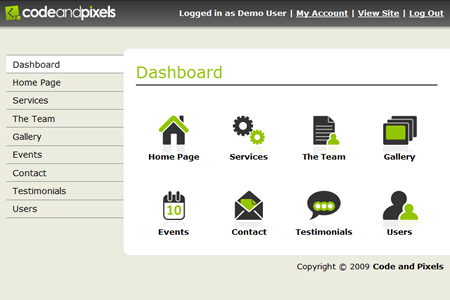 codeandpixels
Logged in as Demo User | My Account | View Site | Log Out
Dashboard
Home Page
Services
The Team
Gallery
Events
Contact
Testimonials
Users
Dashboard
Home Page Services The Team Gallery
10
Events Contact Testimonials Users
Copyright © 2009 Code and Pixels